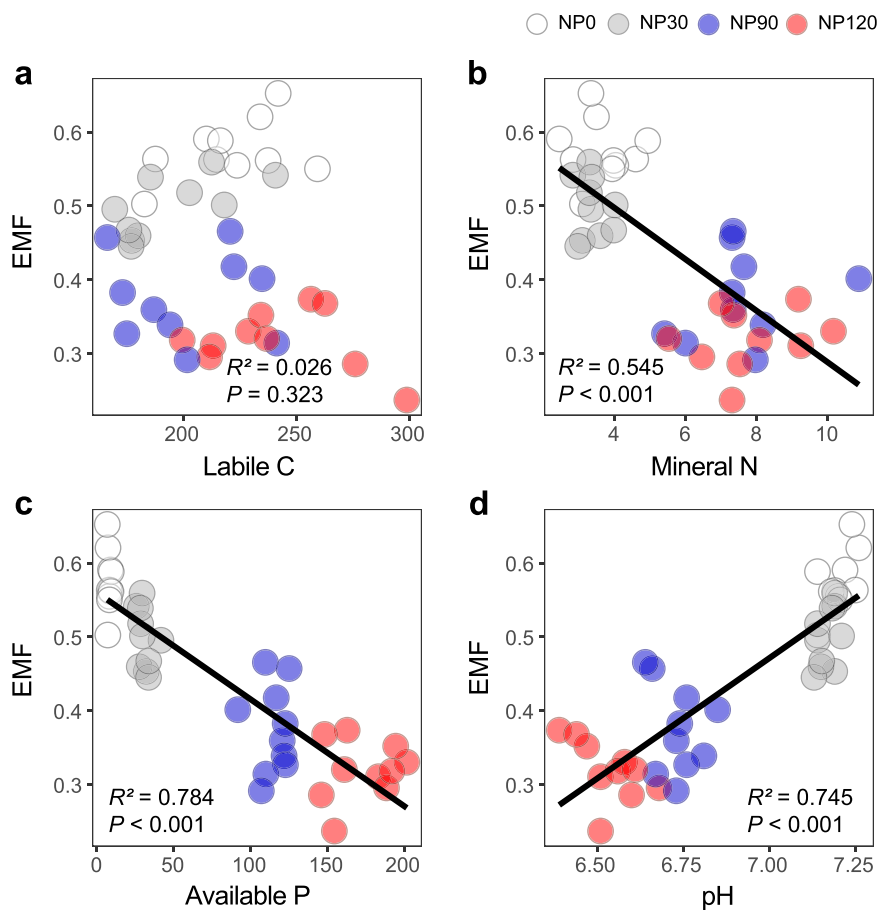 NP0 NP30 NP90 NP120
a
b
EMF
0.6
0.5
0.4
0.3
R² = 0.026
P = 0.323
200 250 300
Labile C
EMF
0.6
0.5
0.4
0.3
R² = 0.545
P < 0.001
4 6 8 10
Mineral N
c
d
EMF
0.6
0.5
0.4
0.3
R² = 0.784
P < 0.001
0 50 100 150 200
Available P
EMF
0.6
0.5
0.4
0.3
R² = 0.745
P < 0.001
6.50 6.75 7.00 7.25
pH